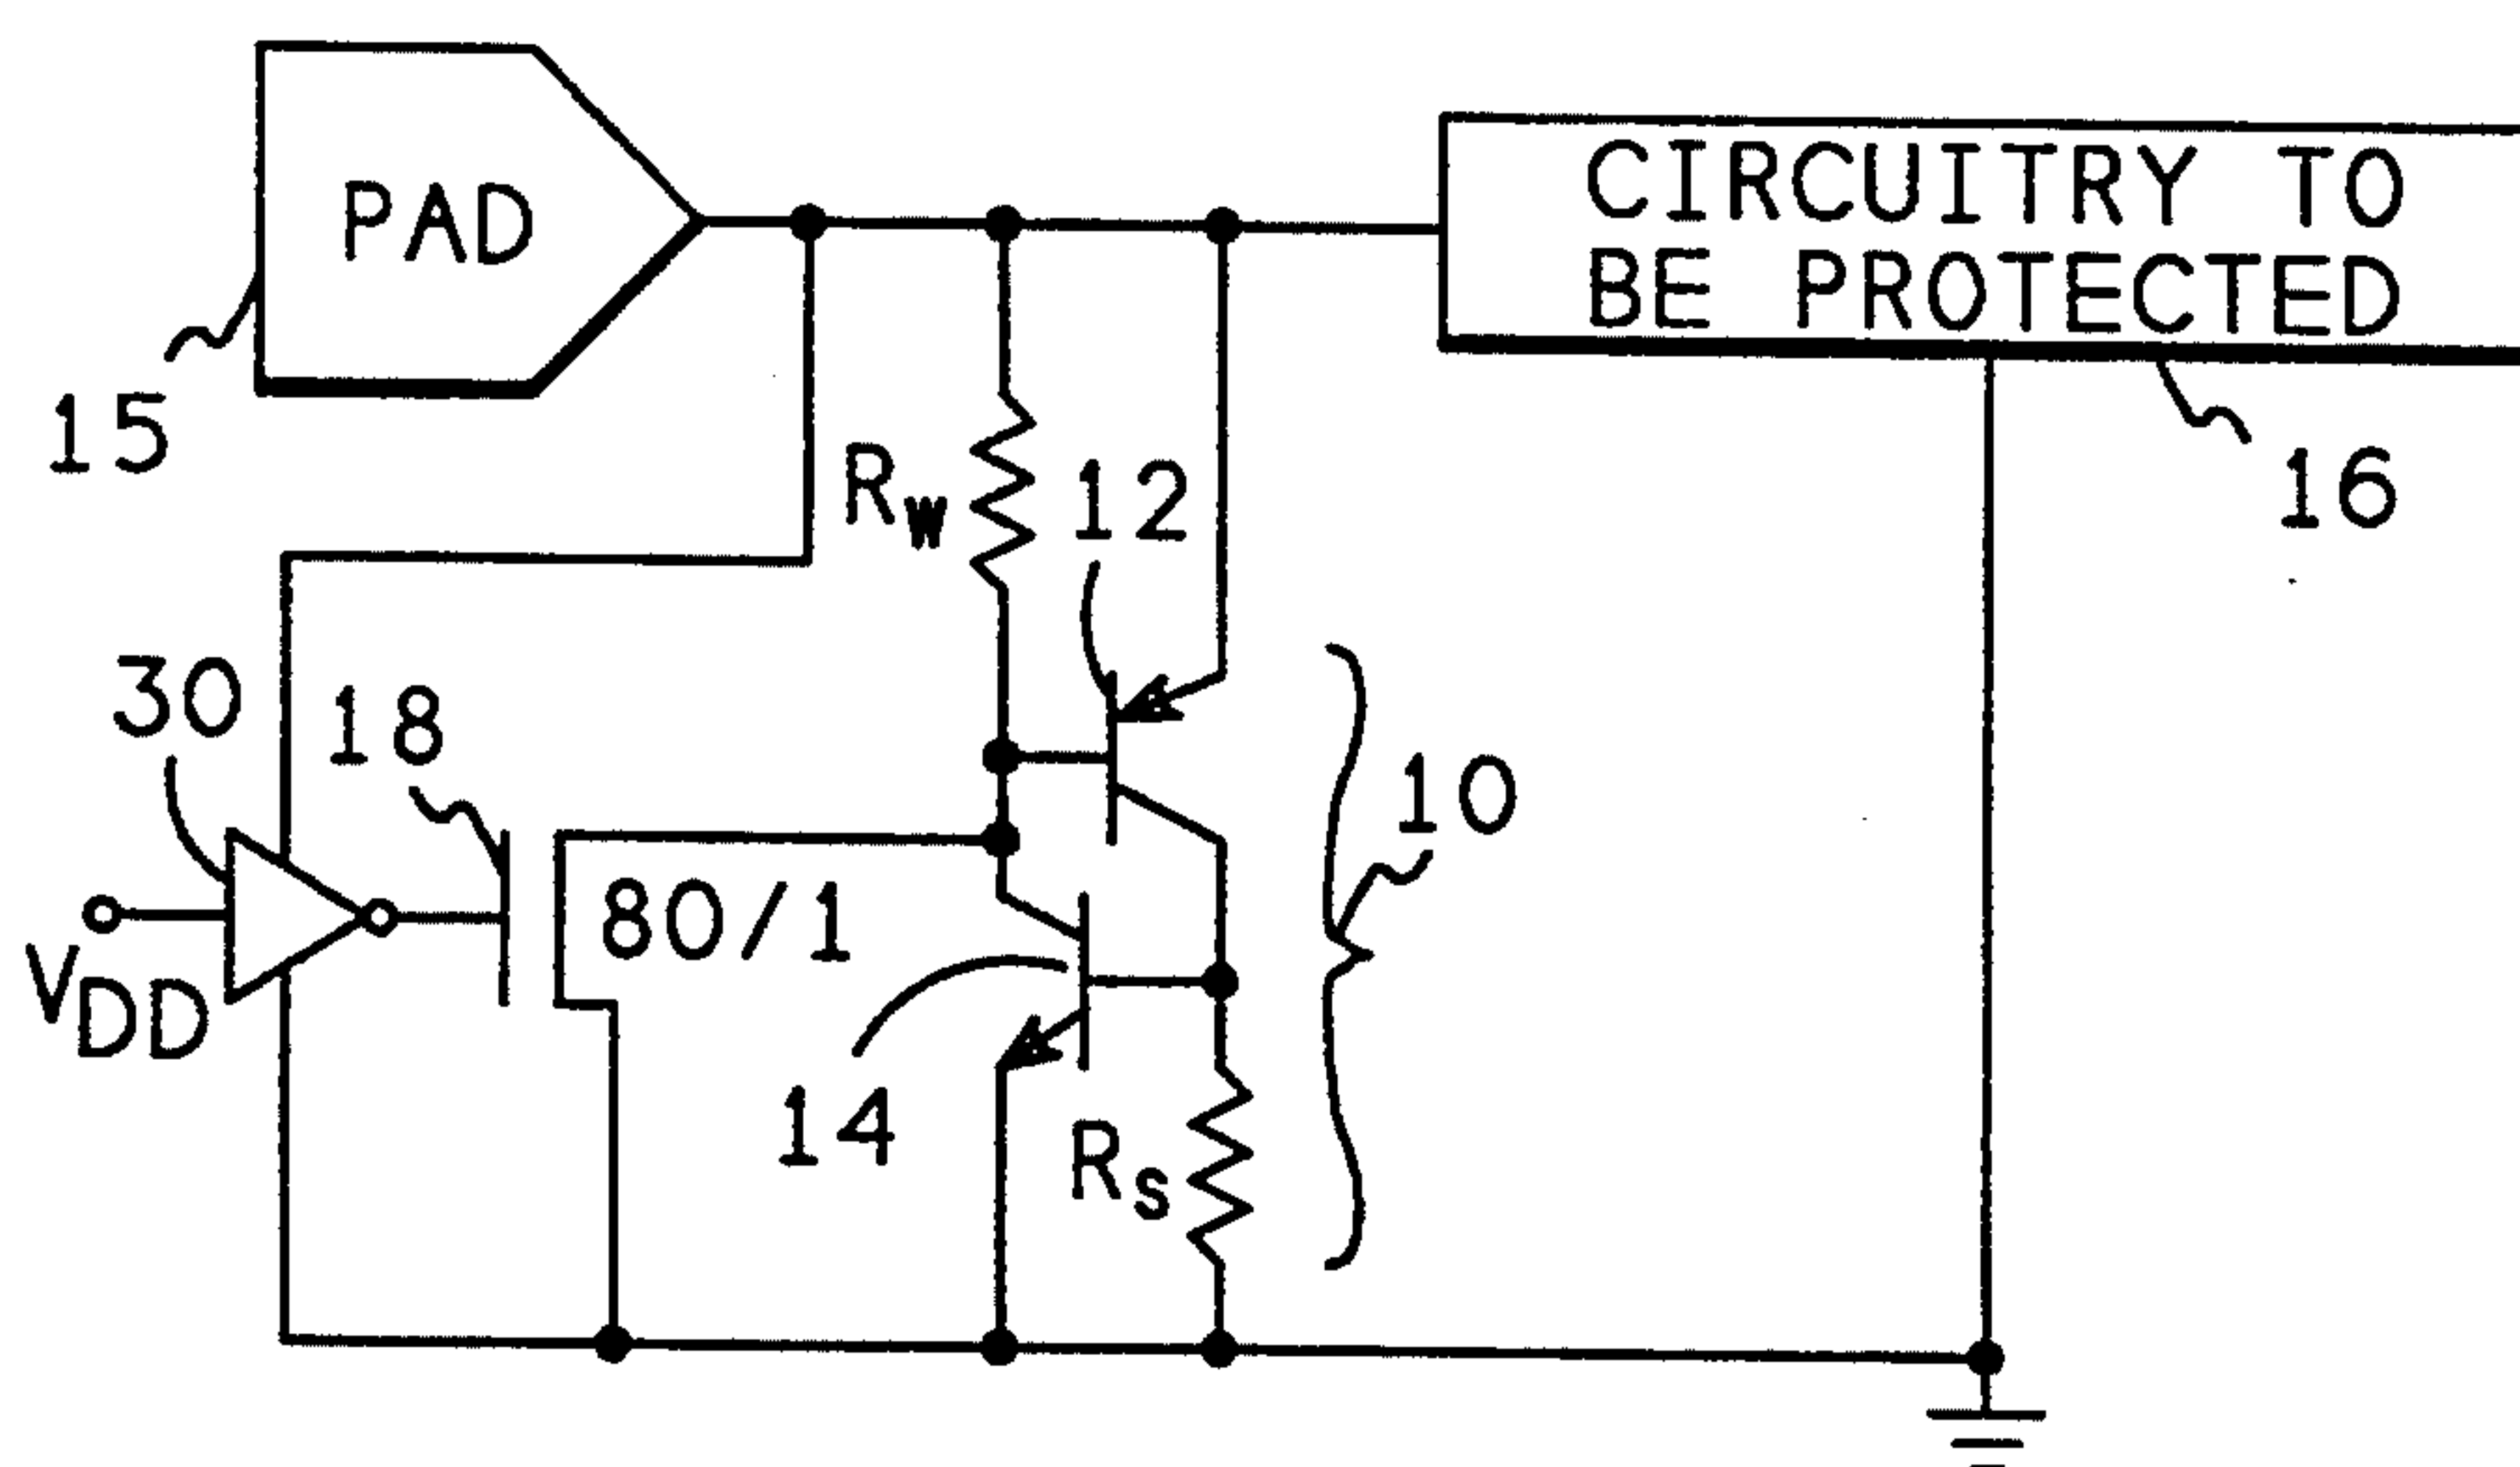 PAD
CIRCUITRY TO
BE PROTECTED
15
16
RW
12
30
18
10
80/1
VDD
14
RS